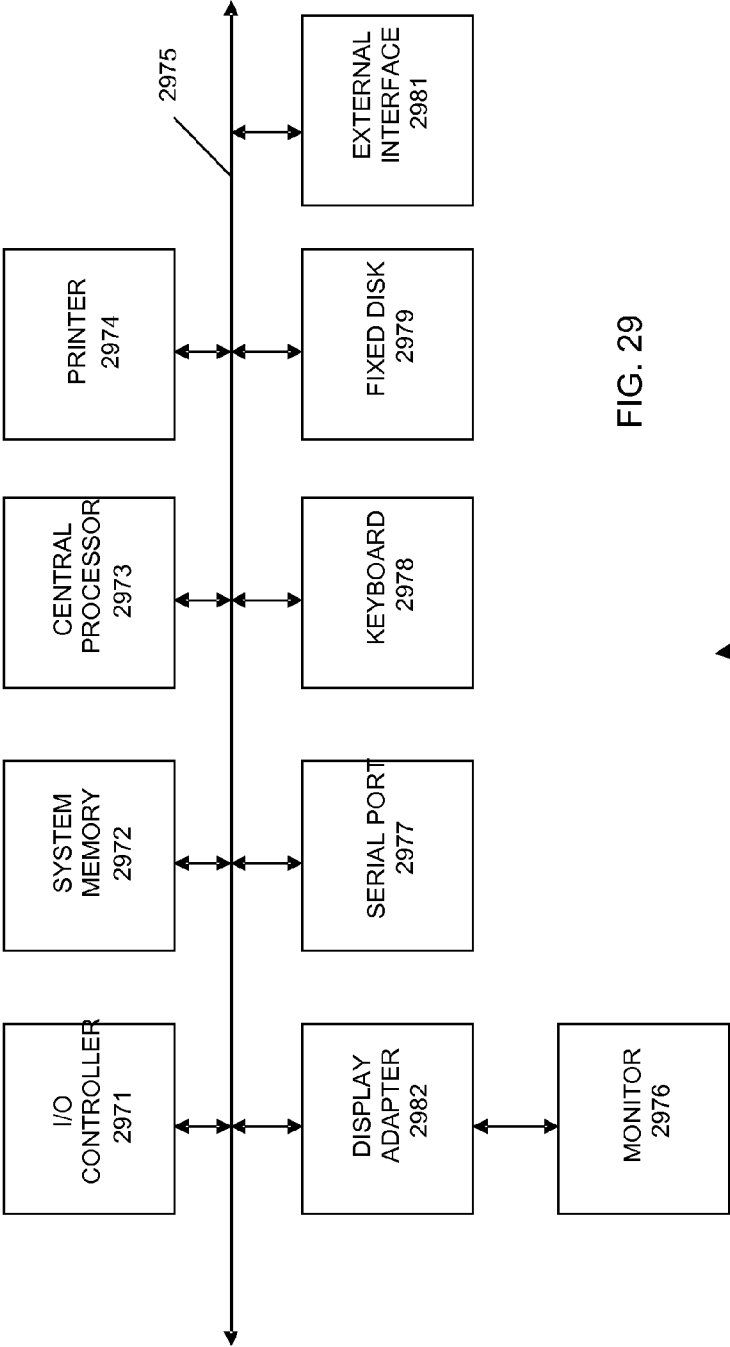 I/O
CONTROLLER
2971
SYSTEM
MEMORY
2972
CENTRAL
PROCESSOR
2973
PRINTER
2974
2975
DISPLAY
ADAPTER
2982
SERIAL PORT
2977
KEYBOARD
2978
FIXED DISK
2979
EXTERNAL
INTERFACE
2981
MONITOR
2976
FIG. 29